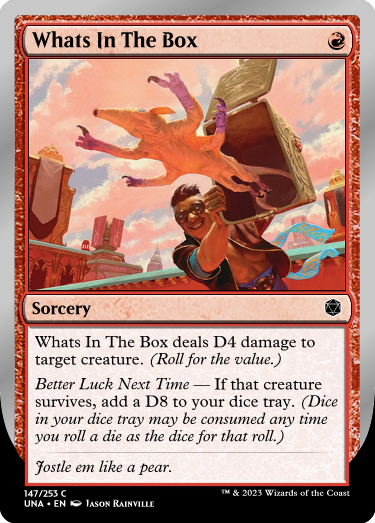 Whats In The Box
Sorcery
Whats In The Box deals D4 damage to
target creature. (Roll for the value.)
Better Luck Next Time — If that creature
survives, add a D8 to your dice tray. (Dice
in your dice tray may be consumed any time
you roll a die as the dice for that roll.)
Jostle em like a pear.
147/253 C
™ & 2023 Wizards of the Coast
UNA • EN Jason Rainville